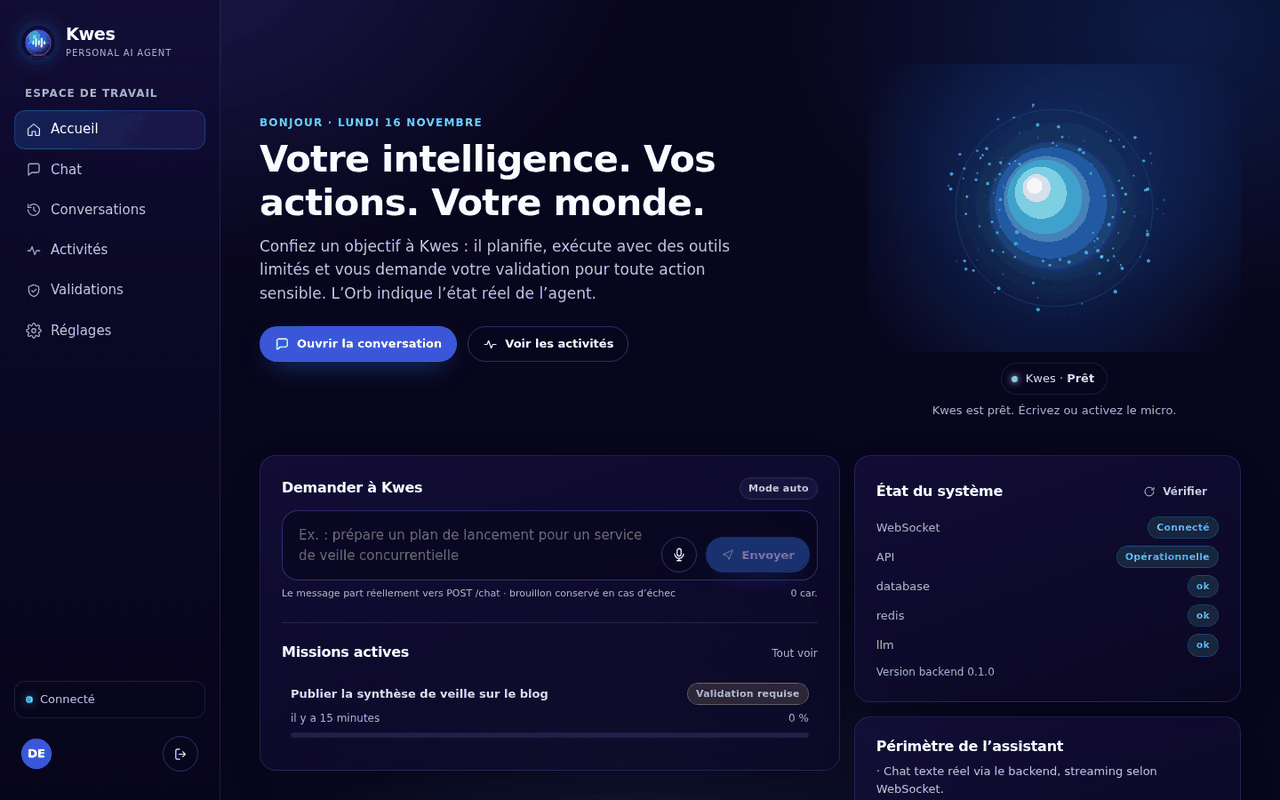 Kwes
PERSONAL AI AGENT
ESPACE DE TRAVAIL
Accueil
Chat
Conversations
Activités
Validations
Réglages
Connecté
DE
BONJOUR · LUNDI 16 NOVEMBRE
Votre intelligence. Vos
actions. Votre monde.
Confiez un objectif à Kwes : il planifie, exécute avec des outils
limités et vous demande votre validation pour toute action
sensible. L’Orb indique l’état réel de l’agent.
Ouvrir la conversation
Voir les activités
Kwes · Prêt
Kwes est prêt. Écrivez ou activez le micro.
Demander à Kwes
Mode auto
Ex. : prépare un plan de lancement pour un service
de veille concurrentielle
Envoyer
Le message part réellement vers POST /chat · brouillon conservé en cas d’échec
0 car.
Missions actives
Tout voir
Publier la synthèse de veille sur le blog
Validation requise
il y a 15 minutes
0 %
État du système
Vérifier
WebSocket
Connecté
API
Opérationnelle
database
ok
redis
ok
llm
ok
Version backend 0.1.0
Périmètre de l’assistant
· Chat texte réel via le backend, streaming selon
WebSocket.